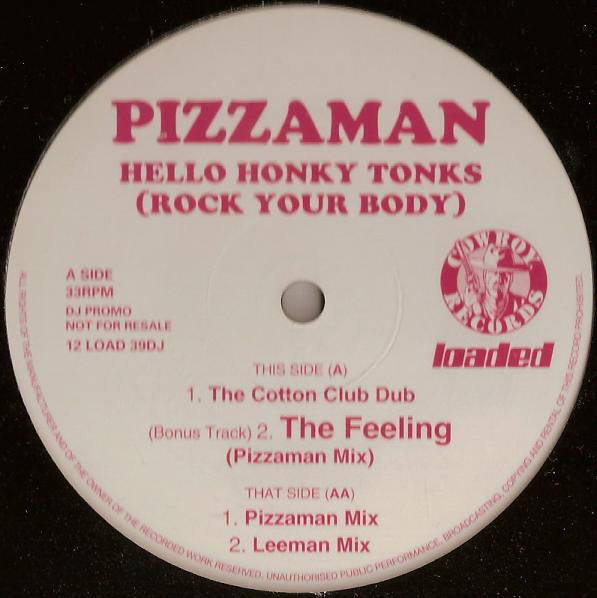 PIZZAMAN
HELLO HONKY TONKS
(ROCK YOUR BODY)
COWBOY
RECORDS
loaded
A SIDE
33RPM
DJ PROMO
NOT FOR RESALE
12 LOAD 39DJ
THIS SIDE (A)
1. The Cotton Club Dub
(Bonus Track) 2. The Feeling
(Pizzaman Mix)
THAT SIDE (AA)
1. Pizzaman Mix
2. Leeman Mix
ALL RIGHTS OF THE MANUFACTURER AND OF THE OWNER OF THE RECORDED WORK RESERVED. UNAUTHORISED PUBLIC PERFORMANCE, BROADCASTING, COPYING AND RENTAL OF THIS RECORD PROHIBITED.